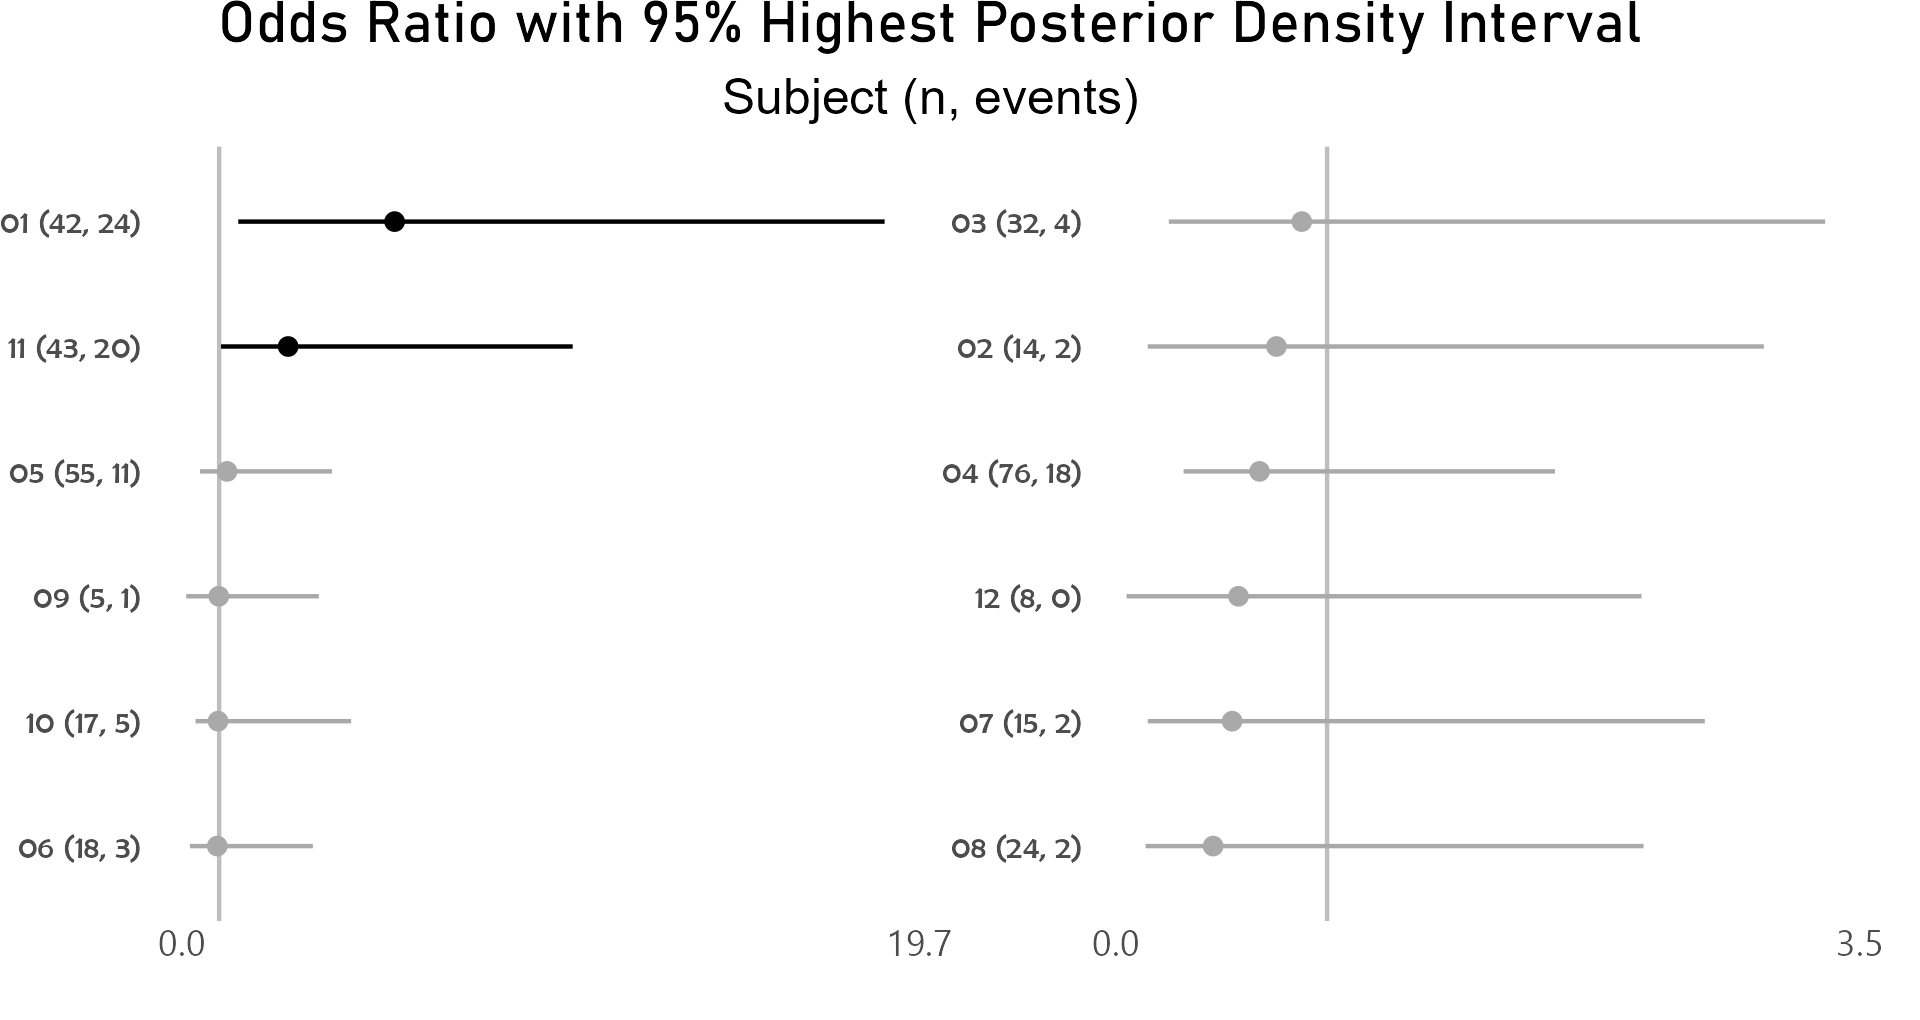 Odds Ratio with 95% Highest Posterior Density Interval
Subject (n, events)
01 (42, 24)
11 (43, 20)
05 (55, 11)
09 (5, 1)
10 (17, 5)
06 (18, 3)
0.0 19.7
03 (32, 4)
02 (14, 2)
04 (76, 18)
12 (8, 0)
07 (15, 2)
08 (24, 2)
0.0 3.5